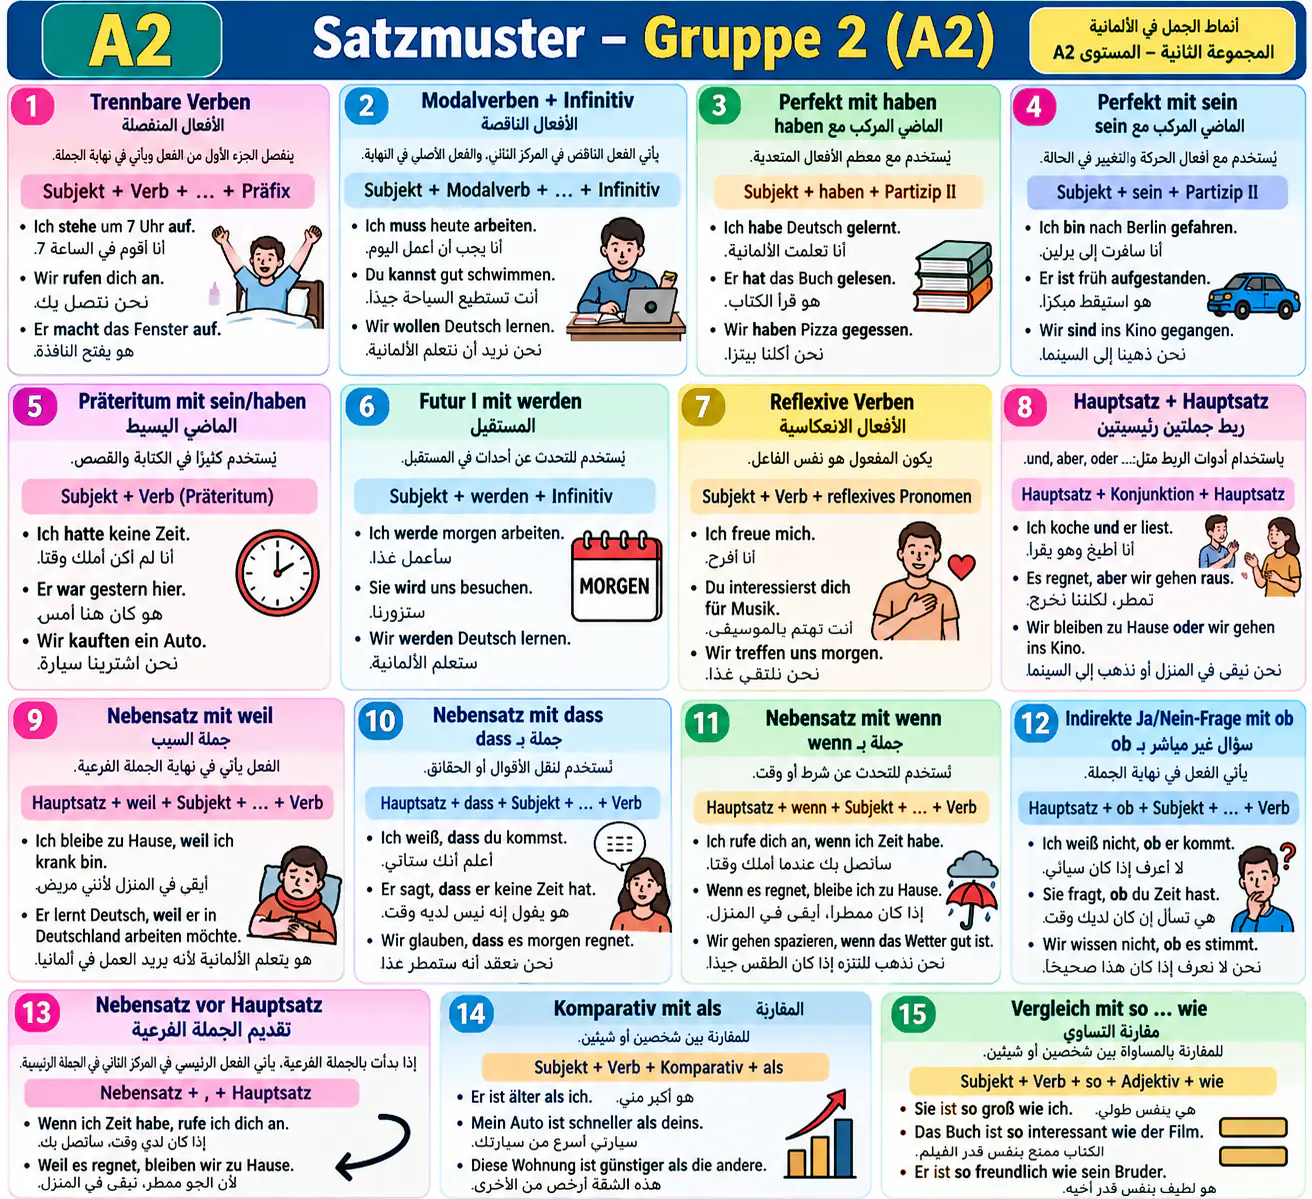 A2
Satzmuster – Gruppe 2 (A2)
أنماط الجمل في الألمانية
المجموعة الثانية – المستوى A2
1
Trennbare Verben
الأفعال المنفصلة
ينفصل الجزء الأول من الفعل ويأتي في نهاية الجملة.
Subjekt + Verb + ... + Präfix
• Ich stehe um 7 Uhr auf.
أنا أقوم في الساعة 7.
• Wir rufen dich an.
نحن نتصل يك.
• Er macht das Fenster auf.
هو يفتح النافذة.
2
Modalverben + Infinitiv
الأفعال الناقصة
يأتي الفعل الناقض في المركز الثاني، والفعل الأصلي في النهاية.
Subjekt + Modalverb + ... + Infinitiv
• Ich muss heute arbeiten.
أنا يجب أن أعمل اليوم.
• Du kannst gut schwimmen.
أنت تستطيع السياحة جيدًا.
• Wir wollen Deutsch lernen.
نحن نريد أن نتعلم الألمانية.
3
Perfekt mit haben
الماضي المركب مع haben
يُستخدم مع معظم الأفعال المتعدية.
Subjekt + haben + Partizip II
• Ich habe Deutsch gelernt.
أنا تعلمت الألمانية.
• Er hat das Buch gelesen.
هو قرأ الكتاب.
• Wir haben Pizza gegessen.
نحن أكلنا بيتزا.
4
Perfekt mit sein
الماضي المركب مع sein
يُستخدم مع أفعال الحركة والتغيير في الحالة.
Subjekt + sein + Partizip II
• Ich bin nach Berlin gefahren.
أنا سافرت إلى يرلين.
• Er ist früh aufgestanden.
هو استيقظ مبكرًا.
• Wir sind ins Kino gegangen.
نحن ذهينا إلى السينما.
5
Präteritum mit sein/haben
الماضي اليسيط
يُستخدم كثيرًا في الكتابة والقصص.
Subjekt + Verb (Präteritum)
• Ich hatte keine Zeit.
أنا لم أكن أملك وقتا.
• Er war gestern hier.
هو كان هنا أمس.
• Wir kauften ein Auto.
نحن اشترينا سيارة.
6
Futur I mit werden
المستقيل
يُستخدم للتحدث عن أحداث في المستقبل.
Subjekt + werden + Infinitiv
• Ich werde morgen arbeiten.
سأعمل غذا.
• Sie wird uns besuchen.
ستزورنا.
• Wir werden Deutsch lernen.
ستعلم الألمانية.
MORGEN
7
Reflexive Verben
الأفعال الانعكاسية
يكون المفعول هو نفس الفاعل.
Subjekt + Verb + reflexives Pronomen
• Ich freue mich.
أنا أفرح.
• Du interessierst dich
für Musik.
أنت تهتم يالموسيقى.
• Wir treffen uns morgen.
نحن نلتقي غذا.
8
Hauptsatz + Hauptsatz
ريط جملتين رئيسيتين
ياستخدام أدوات الربط مثل: ... und, aber, oder.
Hauptsatz + Konjunktion + Hauptsatz
• Ich koche und er liest.
أنا أطيخ وهو يقرأ.
• Es regnet, aber wir gehen raus.
تمطر، لكلننا نخرج.
• Wir bleiben zu Hause oder wir gehen
ins Kino.
نحن نيقى في المنزل أو نذهب إلى السينما.
9
Nebensatz mit weil
جملة السيب
الفعل يأتي في نهاية الجملة الفرعية.
Hauptsatz + weil + Subjekt + ... + Verb
• Ich bleibe zu Hause, weil ich
krank bin.
أيقى في المنزل لأنني مريض.
• Er lernt Deutsch, weil er in
Deutschland arbeiten möchte.
هو يتعلم الألمانية لأنه يريد العمل في ألمانيا.
10
Nebensatz mit dass
جملة بـ dass
تُستخدم لنقل الأقوال أو الحقائق.
Hauptsatz + dass + Subjekt + ... + Verb
• Ich weiß, dass du kommst.
أعلم أنك ستاتي.
• Er sagt, dass er keine Zeit hat.
هو يفول إنه نيس لديه وقت.
• Wir glauben, dass es morgen regnet.
نحن نعقد أنه ستمطر غذا.
11
Nebensatz mit wenn
جملة بـ wenn
تُستخدم للتحدث عن شرط أو وقت.
Hauptsatz + wenn + Subjekt + ... + Verb
• Ich rufe dich an, wenn ich Zeit habe.
سأتصل بك عندما أملك وقتا.
• Wenn es regnet, bleibe ich zu Hause.
إذا كان ممطرا، أيقى في المنزل.
• Wir gehen spazieren, wenn das Wetter gut ist.
نحن نذهب للتنزه إذا كان الطقس جيدًا.
12
Indirekte Ja/Nein-Frage mit ob
سؤال غير مياشر بـ ob
يأتي الفعل في نهاية الجملة.
Hauptsatz + ob + Subjekt + ... + Verb
• Ich weiß nicht, ob er kommt.
لا أعرف إذا كان سيائي.
• Sie fragt, ob du Zeit hast.
هي تسأل إن كان لديك وقت.
• Wir wissen nicht, ob es stimmt.
نحن لا نعرف إذا كان هذا صحيحًا.
?
13
Nebensatz vor Hauptsatz
تقديم الجملة الفرعية
إذا بدأت بالجملة الفرعية، يأتي الفعل الرئيسي في المركز الثاني في الجملة الرئيسية.
Nebensatz + , + Hauptsatz
• Wenn ich Zeit habe, rufe ich dich an.
إذا كان لدي وقت، سأتصل بك.
• Weil es regnet, bleiben wir zu Hause.
لأن الجو ممطر، نيقى في المنزل.
14
Komparativ mit als المقارنة
للمقارنة بين شخصين أو شيئين.
Subjekt + Verb + Komparativ + als
• Er ist älter als ich. هو أكبر مني.
• Mein Auto ist schneller als deins.
سيارتي أسرع من سيارتك.
• Diese Wohnung ist günstiger als die andere.
هذه الشقة أرخص من الأخرى.
15
Vergleich mit so ... wie
مقارنة التساوي
للمقارنة يالمساواة بين شخصين أو شيئين.
Subjekt + Verb + so + Adjektiv + wie
• Sie ist so groß wie ich. هي ينفس طولي.
• Das Buch ist so interessant wie der Film.
الكتاب ممتع بنفس قدر الفيلم.
• Er ist so freundlich wie sein Bruder.
هو لطيف بنفس قدر أخيه.